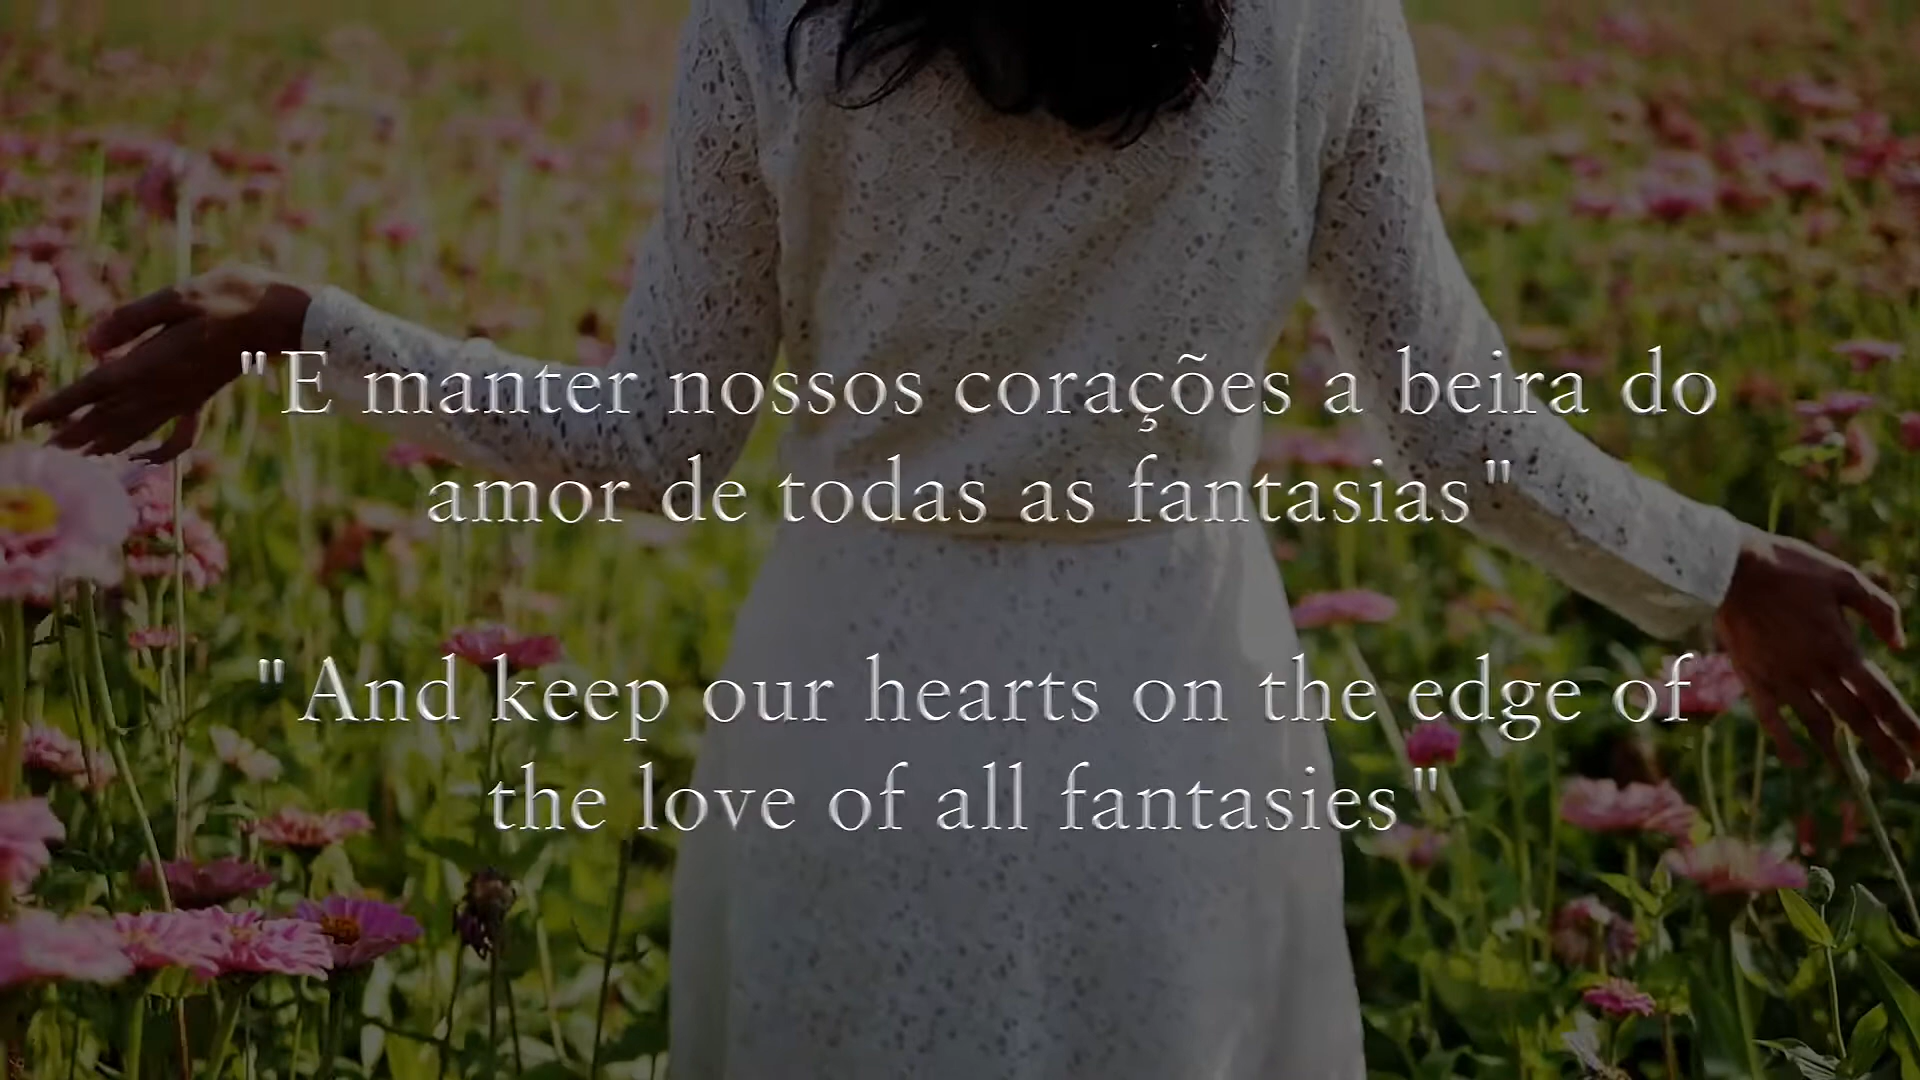 "E manter nossos corações a beira do
amor de todas as fantasias"
"And keep our hearts on the edge of
the love of all fantasies"